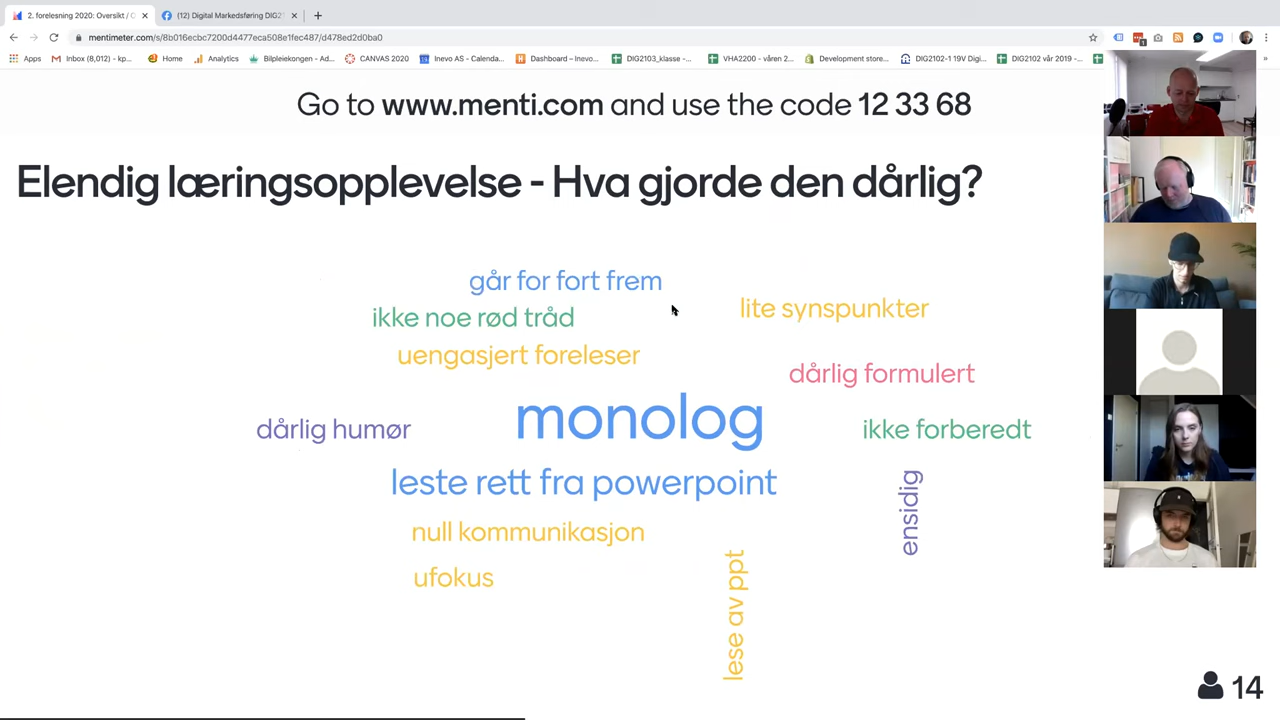 2. forelesning 2020: Oversikt / O
(12) Digital Markedsføring DIG2
mentimeter.com/s/8b016ecbc7200d4477eca508e1fec487/d478ed2d0ba0
Apps
Inbox (8,012) - kp...
Home
Analytics
Bilpleiekongen - Ad...
CANVAS 2020
Inevo AS - Calenda...
Dashboard – Inevo...
DIG2103_klasse -...
VHA2200 - våren 2...
Development store...
DIG2102-1 19V Digi...
DIG2102 vår 2019 -...
»
Go to www.menti.com and use the code 12 33 68
Elendig læringsopplevelse - Hva gjorde den dårlig?
går for fort frem
lite synspunkter
ikke noe rød tråd
uengasjert foreleser
dårlig formulert
monolog
dårlig humør
ikke forberedt
leste rett fra powerpoint
ensidig
null kommunikasjon
ufokus
lese av ppt
14